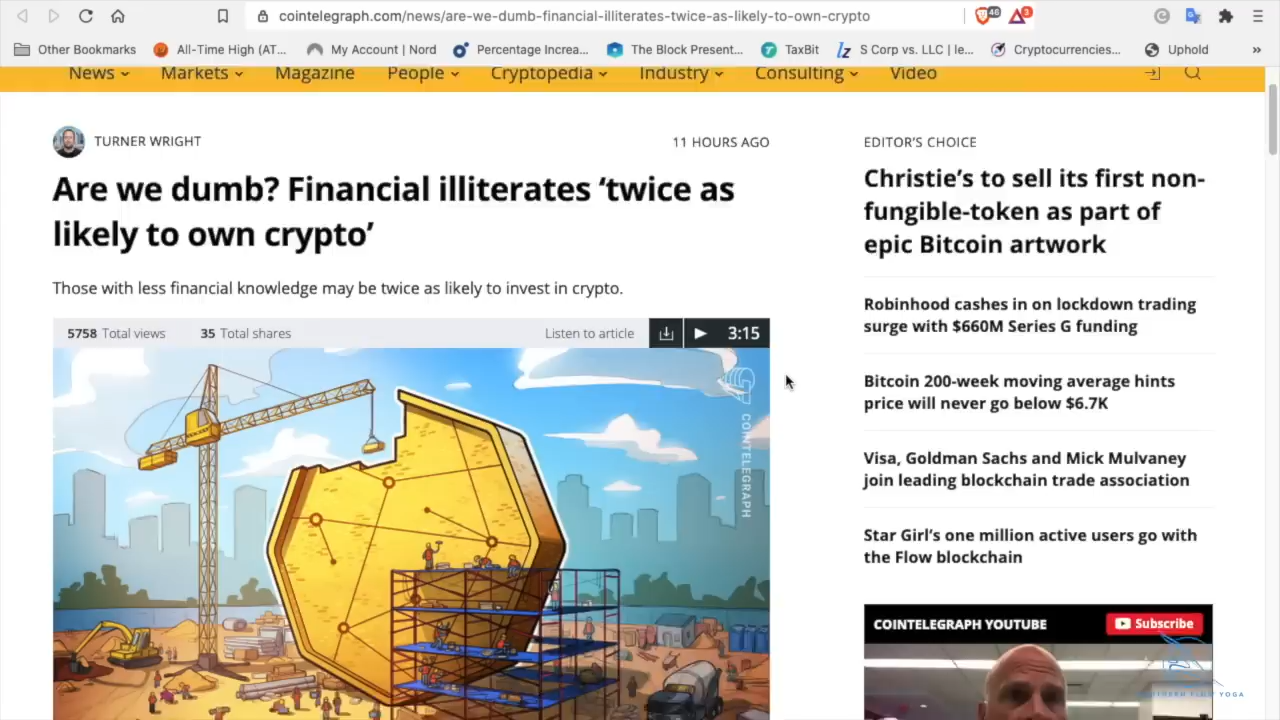 cointelegraph.com/news/are-we-dumb-financial-illiterates-twice-as-likely-to-own-crypto
46
3
Other Bookmarks
All-Time High (AT...
My Account | Nord
Percentage Increa...
The Block Present...
TaxBit
S Corp vs. LLC | le...
Cryptocurrencies...
Uphold
»
News
Markets
Magazine
People
Cryptopedia
Industry
Consulting
Video
TURNER WRIGHT
11 HOURS AGO
Are we dumb? Financial illiterates ‘twice as
likely to own crypto’
Those with less financial knowledge may be twice as likely to invest in crypto.
5758 Total views
35 Total shares
Listen to article
3:15
COINTELEGRAPH
EDITOR’S CHOICE
Christie’s to sell its first non-
fungible-token as part of
epic Bitcoin artwork
Robinhood cashes in on lockdown trading
surge with $660M Series G funding
Bitcoin 200-week moving average hints
price will never go below $6.7K
Visa, Goldman Sachs and Mick Mulvaney
join leading blockchain trade association
Star Girl’s one million active users go with
the Flow blockchain
COINTELEGRAPH YOUTUBE
Subscribe
YOGA